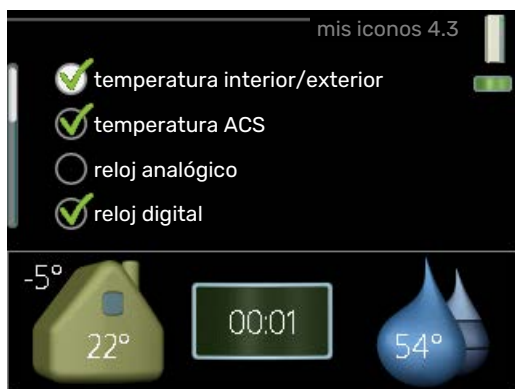 mis iconos 4.3
temperatura interior/exterior
temperatura ACS
reloj analógico
reloj digital
-5°
22°
00:01
54°